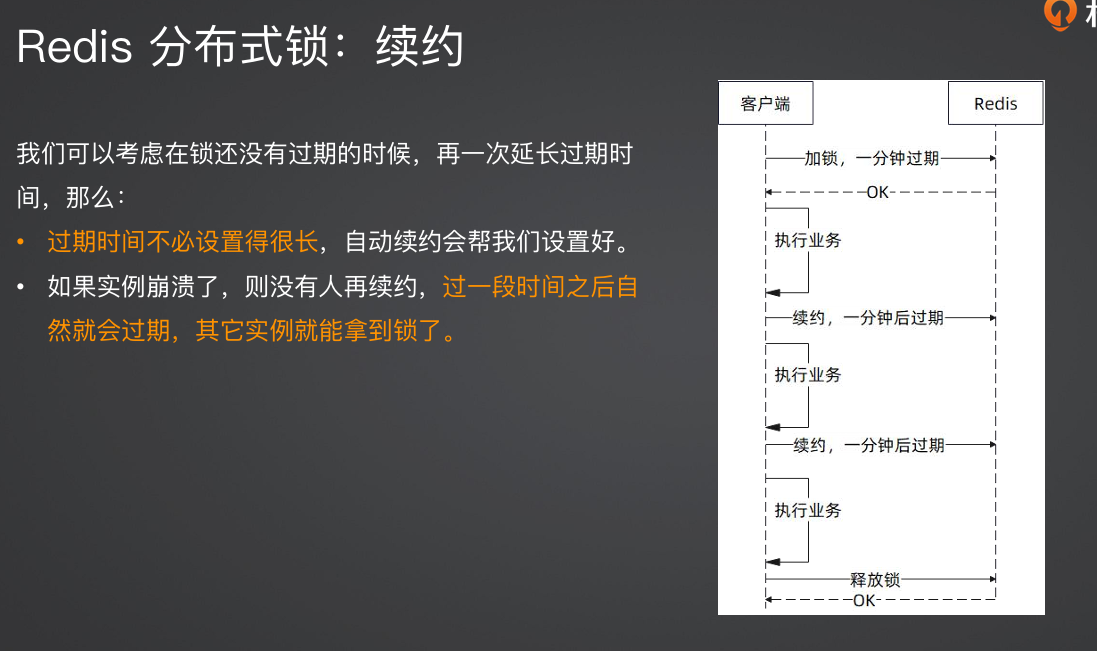 Redis 分布式锁：续约
我们可以考虑在锁还没有过期的时候，再一次延长过期时
间，那么：
• 过期时间不必设置得很长，自动续约会帮我们设置好。
• 如果实例崩溃了，则没有人再续约，过一段时间之后自
然就会过期，其它实例就能拿到锁了。
客户端
Redis
加锁，一分钟过期
OK
执行业务
续约，一分钟后过期
执行业务
续约，一分钟后过期
执行业务
释放锁
OK